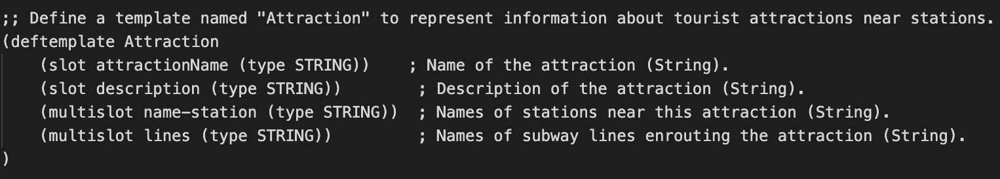 ;; Define a template named "Attraction" to represent information about tourist attractions near stations.
(deftemplate Attraction
    (slot attractionName (type STRING))    ; Name of the attraction (String).
    (slot description (type STRING))        ; Description of the attraction (String).
    (multislot name-station (type STRING))  ; Names of stations near this attraction (String).
    (multislot lines (type STRING))         ; Names of subway lines enrouting the attraction (String).
)